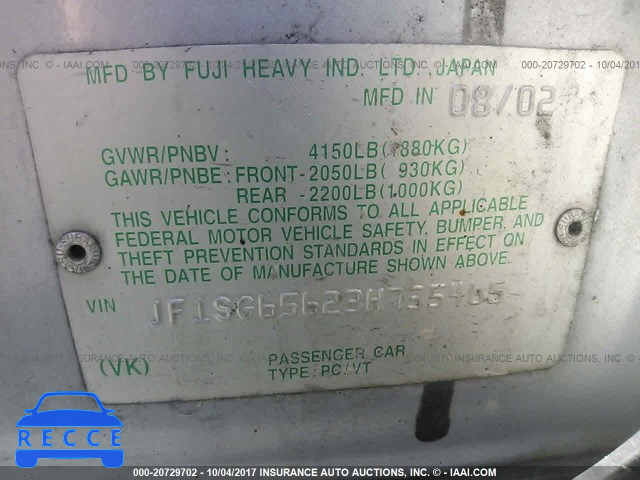 000-20729702 - 10/04/2017 INSURANCE AUTO AUCTIONS, INC. - © IAAI.COM
MFD BY FUJI HEAVY IND. LTD. JAPAN
MFD IN 08/02
GVWR/PNBV: 4150LB(1880KG)
GAWR/PNBE: FRONT-2050LB( 930KG)
REAR -2200LB(1000KG)
THIS VEHICLE CONFORMS TO ALL APPLICABLE
FEDERAL MOTOR VEHICLE SAFETY, BUMPER, AND
THEFT PREVENTION STANDARDS IN EFFECT ON
THE DATE OF MANUFACTURE SHOWN ABOVE.
VIN JF1SG65623H735465
(VK) PASSENGER CAR
TYPE: PC/VT
RECCE
000-20729702 - 10/04/2017 INSURANCE AUTO AUCTIONS, INC. - © IAAI.COM